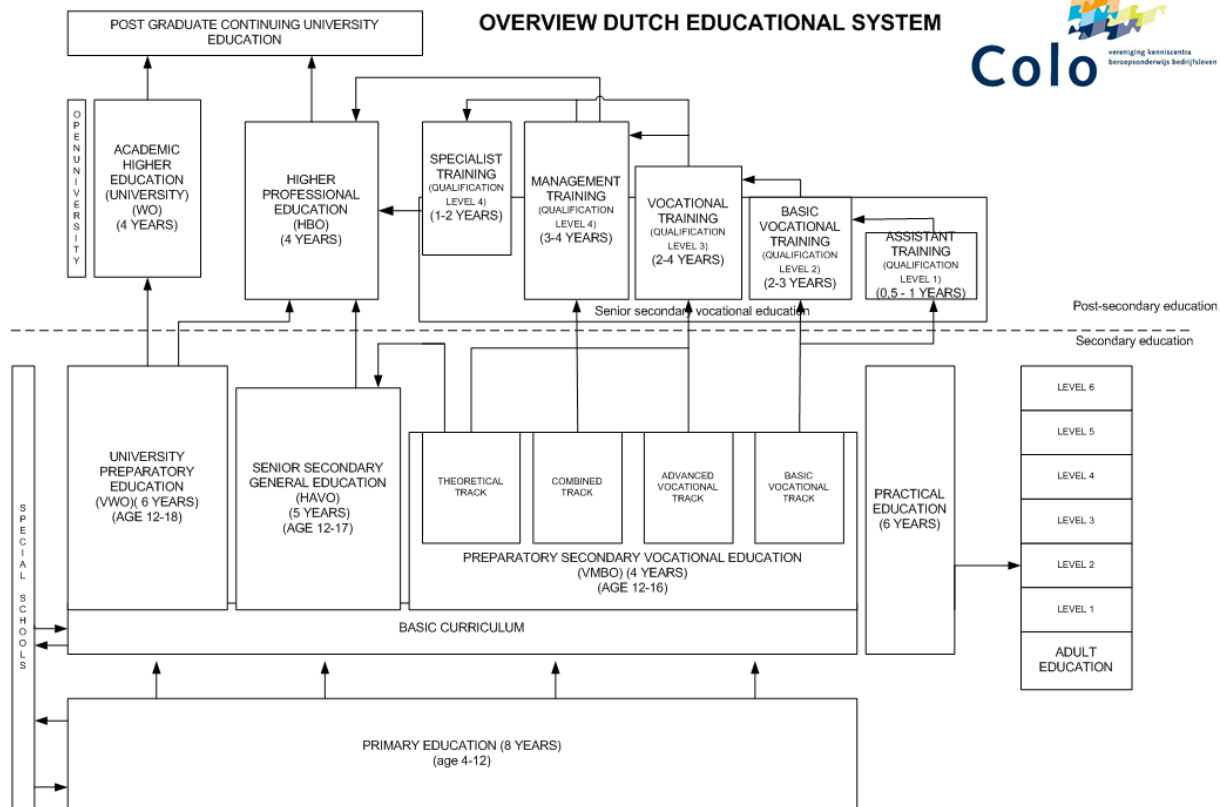 OVERVIEW DUTCH EDUCATIONAL SYSTEM
Colo
vereniging kenniscentra
beroepsonderwijs bedrijfsleven
POST GRADUATE CONTINUING UNIVERSITY
EDUCATION
OPENUNIVERSITY
ACADEMIC
HIGHER
EDUCATION
(UNIVERSITY)
(WO)
(4 YEARS)
HIGHER
PROFESSIONAL
EDUCATION
(HBO)
(4 YEARS)
SPECIALIST
TRAINING
(QUALIFICATION
LEVEL 4)
(1-2 YEARS)
MANAGEMENT
TRAINING
(QUALIFICATION
LEVEL 4)
(3-4 YEARS)
VOCATIONAL
TRAINING
(QUALIFICATION
LEVEL 3)
(2-4 YEARS)
BASIC
VOCATIONAL
TRAINING
(QUALIFICATION
LEVEL 2)
(2-3 YEARS)
ASSISTANT
TRAINING
(QUALIFICATION
LEVEL 1)
(0,5 - 1 YEARS)
Senior secondary vocational education
Post-secondary education
Secondary education
SPECIAL SCHOOLS
UNIVERSITY
PREPARATORY
EDUCATION
(VWO)( 6 YEARS)
(AGE 12-18)
SENIOR SECONDARY
GENERAL EDUCATION
(HAVO)
(5 YEARS)
(AGE 12-17)
THEORETICAL
TRACK
COMBINED
TRACK
ADVANCED
VOCATIONAL
TRACK
BASIC
VOCATIONAL
TRACK
PREPARATORY SECONDARY VOCATIONAL EDUCATION
(VMBO) (4 YEARS)
(AGE 12-16)
PRACTICAL
EDUCATION
(6 YEARS)
LEVEL 6
LEVEL 5
LEVEL 4
LEVEL 3
LEVEL 2
LEVEL 1
ADULT
EDUCATION
BASIC CURRICULUM
PRIMARY EDUCATION (8 YEARS)
(age 4-12)